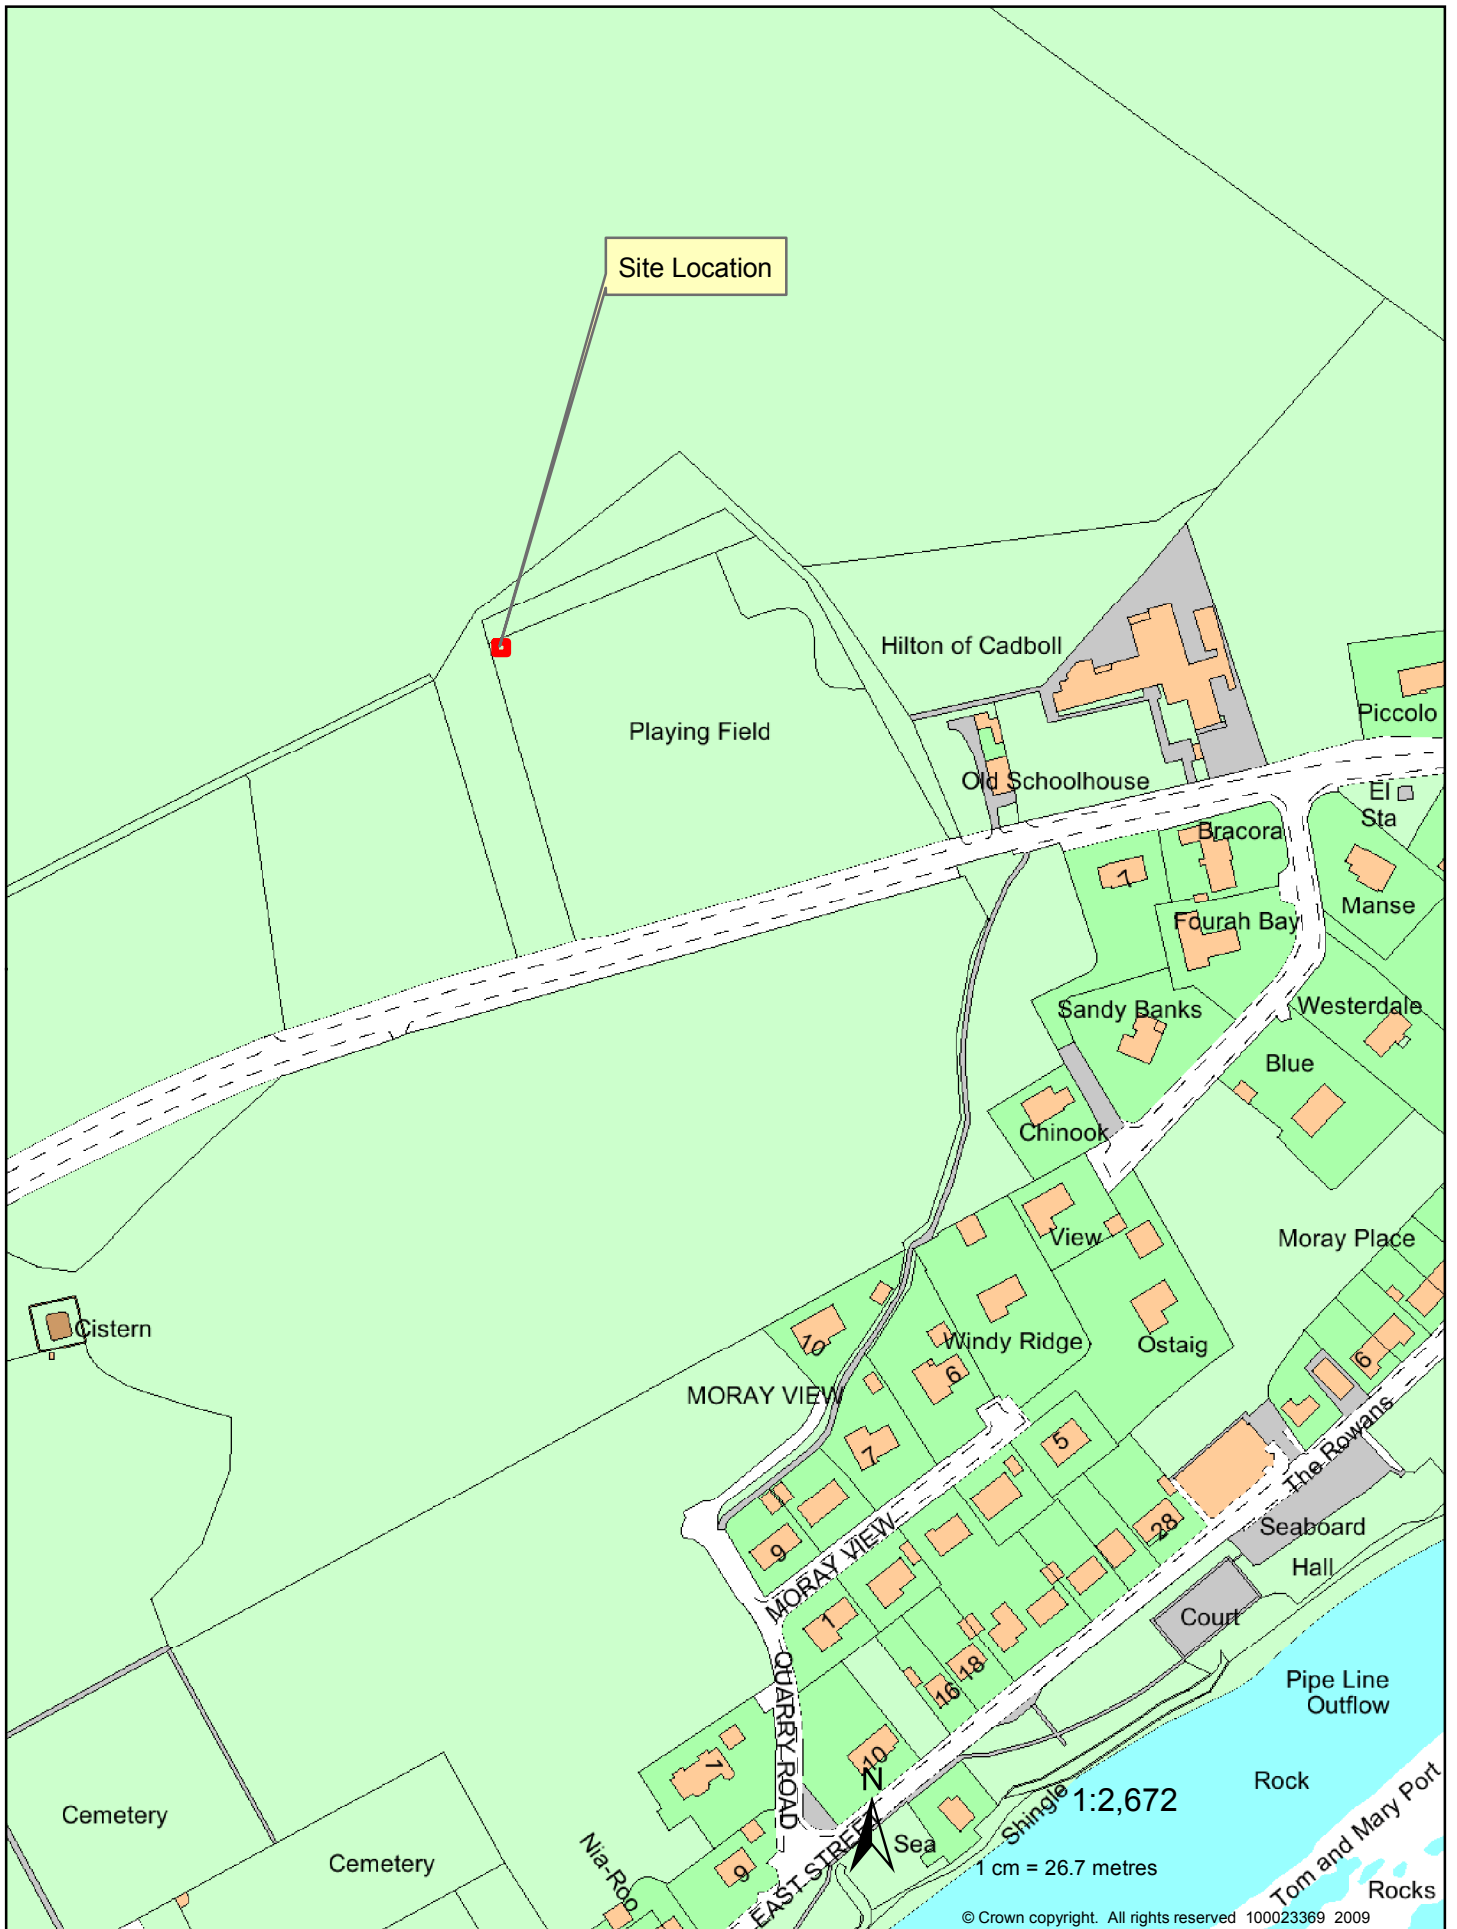 Site Location
Hilton of Cadboll
Piccolo
Playing Field
Old Schoolhouse
El
Sta
Bracora
7
Manse
Fourah Bay
Sandy Banks
Westerdale
Blue
Chinook
View
Moray Place
Cistern
10
Windy Ridge
Ostaig
6
6
MORAY VIEW
5
7
The Rowans
28
Seaboard
Hall
9
MORAY VIEW
1
Court
18
16
QUARRY ROAD
Pipe Line
Outflow
7
10
N
Rock
Shingle
1:2,672
Cemetery
Cemetery
Sea
EAST STREET
Tom and Mary Port
1 cm = 26.7 metres
Nia-Roo
9
Rocks
© Crown copyright. All rights reserved 100023369 2009